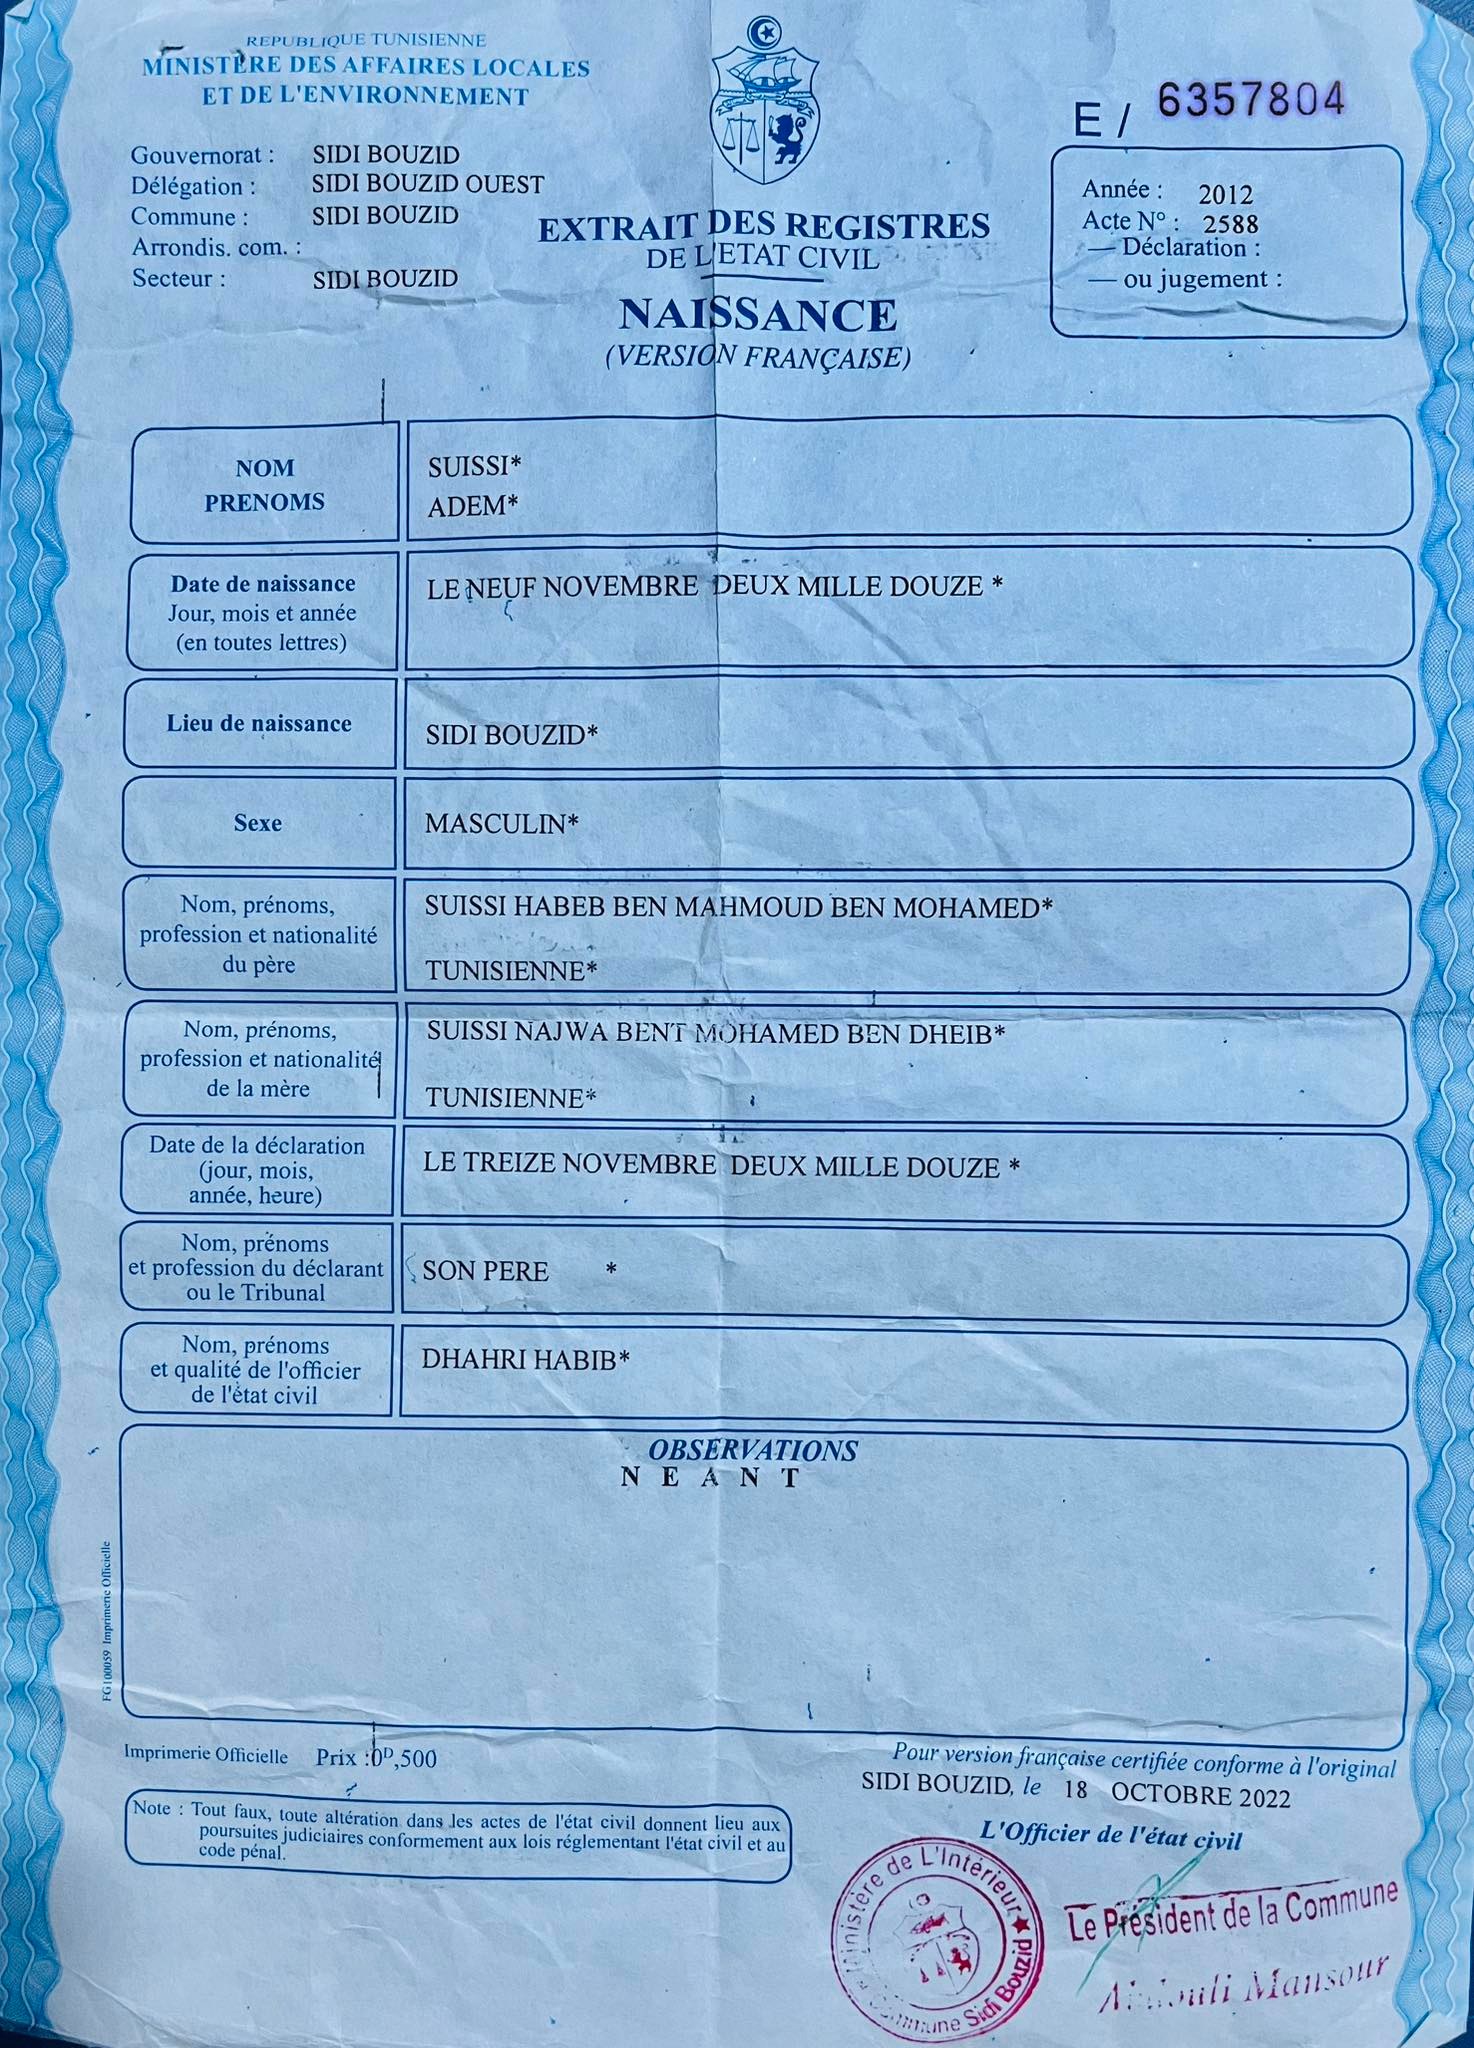 REPUBLIQUE TUNISIENNE
MINISTERE DES AFFAIRES LOCALES
ET DE L'ENVIRONNEMENT
E / 6357804
Gouvernorat : SIDI BOUZID
Délégation : SIDI BOUZID OUEST
Commune : SIDI BOUZID
Arrondis. com. :
Secteur : SIDI BOUZID
EXTRAIT DES REGISTRES
DE L'ETAT CIVIL
NAISSANCE
(VERSION FRANÇAISE)
Année : 2012
Acte N° : 2588
— Déclaration :
— ou jugement :
NOM
PRENOMS
SUISSI*
ADEM*
Date de naissance
Jour, mois et année
(en toutes lettres)
LE NEUF NOVEMBRE DEUX MILLE DOUZE *
Lieu de naissance
SIDI BOUZID*
Sexe
MASCULIN*
Nom, prénoms,
profession et nationalité
du père
SUISSI HABEB BEN MAHMOUD BEN MOHAMED*
TUNISIENNE*
Nom, prénoms,
profession et nationalité
de la mère
SUISSI NAJWA BENT MOHAMED BEN DHEIB*
TUNISIENNE*
Date de la déclaration
(jour, mois,
année, heure)
LE TREIZE NOVEMBRE DEUX MILLE DOUZE *
Nom, prénoms
et profession du déclarant
ou le Tribunal
SON PERE *
Nom, prénoms
et qualité de l'officier
de l'état civil
DHAHRI HABIB*
OBSERVATIONS
N E A N T
FG100059 Imprimerie Officielle
Imprimerie Officielle Prix :0D,500
Note : Tout faux, toute altération dans les actes de l'état civil donnent lieu aux
poursuites judiciaires conformement aux lois réglementant l'état civil et au
code pénal.
Pour version française certifiée conforme à l'original
SIDI BOUZID, le 18 OCTOBRE 2022
L'Officier de l'état civil
Ministère de L'Intérieur ★ Commune Sidi Bouzid
Le Président de la Commune
Mansour